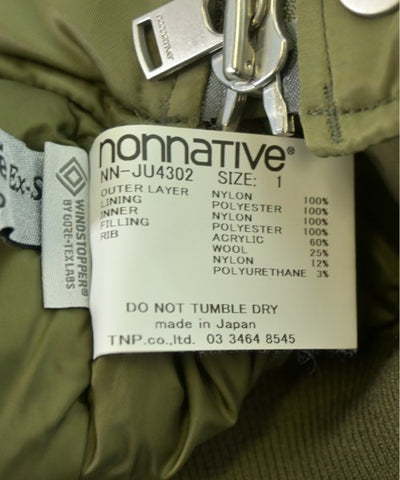 nonnative
nonnative®
NN-JU4302 SIZE: 1
OUTER LAYER NYLON 100%
LINING POLYESTER 100%
INNER NYLON 100%
FILLING POLYESTER 100%
RIB ACRYLIC 60%
WOOL 25%
NYLON 12%
POLYURETHANE 3%
DO NOT TUMBLE DRY
made in Japan
TNP.co.,ltd. 03 3464 8545
WINDSTOPPER®
BY GORE-TEX LABS